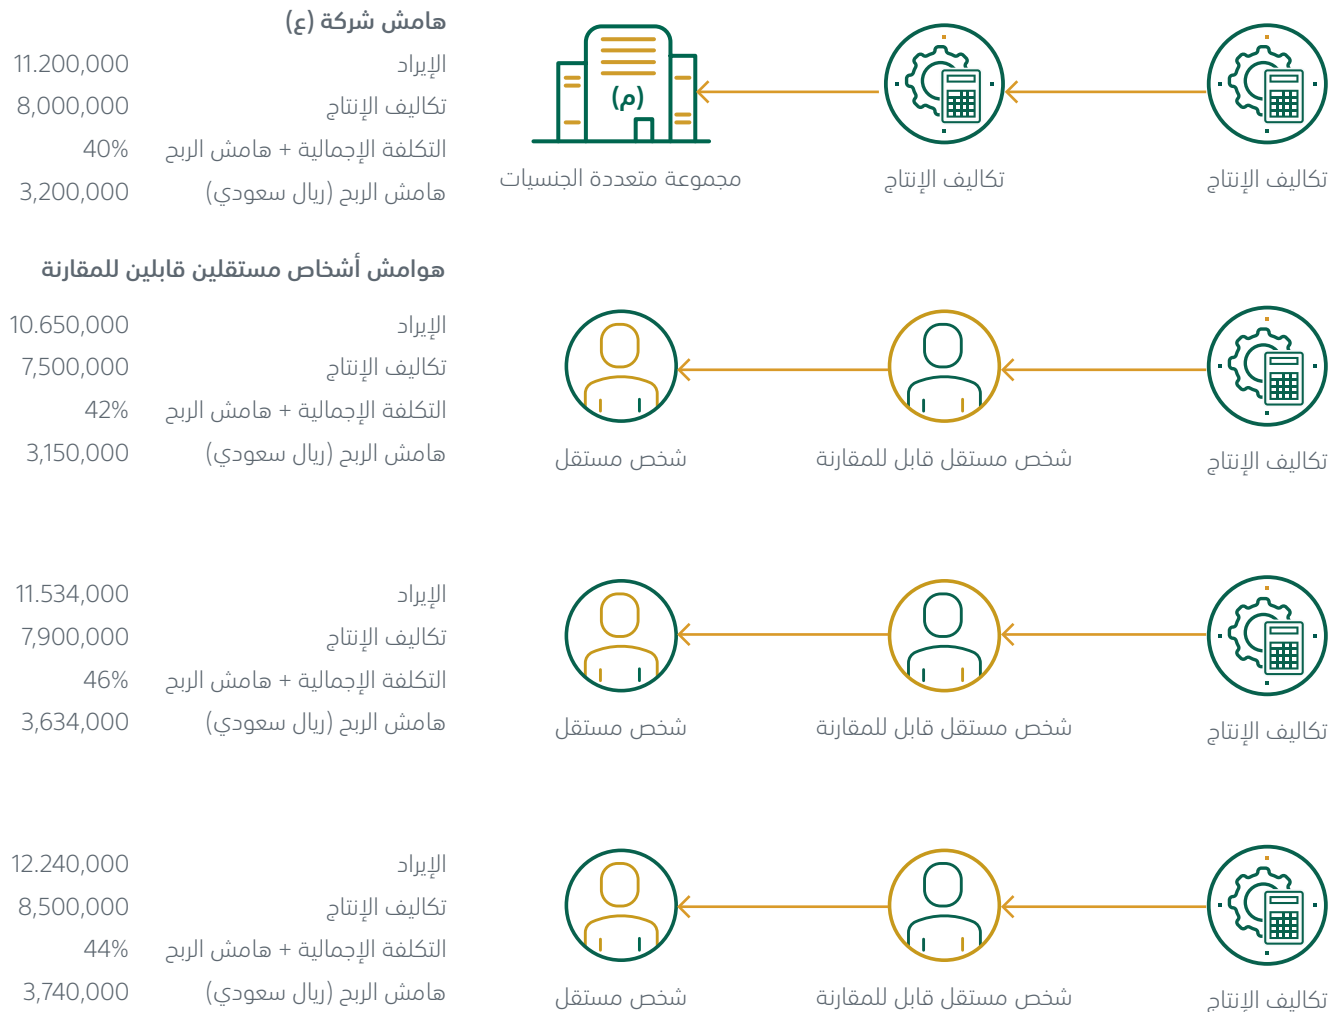 هامش شركة (ع)
الإيراد 11.200,000
تكاليف الإنتاج 8,000,000
التكلفة الإجمالية + هامش الربح 40%
هامش الربح (ريال سعودي) 3,200,000
(م)
تكاليف الإنتاج
تكاليف الإنتاج
مجموعة متعددة الجنسيات
هوامش أشخاص مستقلين قابلين للمقارنة
الإيراد 10.650,000
تكاليف الإنتاج 7,500,000
التكلفة الإجمالية + هامش الربح 42%
هامش الربح (ريال سعودي) 3,150,000
تكاليف الإنتاج
شخص مستقل قابل للمقارنة
شخص مستقل
الإيراد 11.534,000
تكاليف الإنتاج 7,900,000
التكلفة الإجمالية + هامش الربح 46%
هامش الربح (ريال سعودي) 3,634,000
تكاليف الإنتاج
شخص مستقل قابل للمقارنة
شخص مستقل
الإيراد 12.240,000
تكاليف الإنتاج 8,500,000
التكلفة الإجمالية + هامش الربح 44%
هامش الربح (ريال سعودي) 3,740,000
تكاليف الإنتاج
شخص مستقل قابل للمقارنة
شخص مستقل